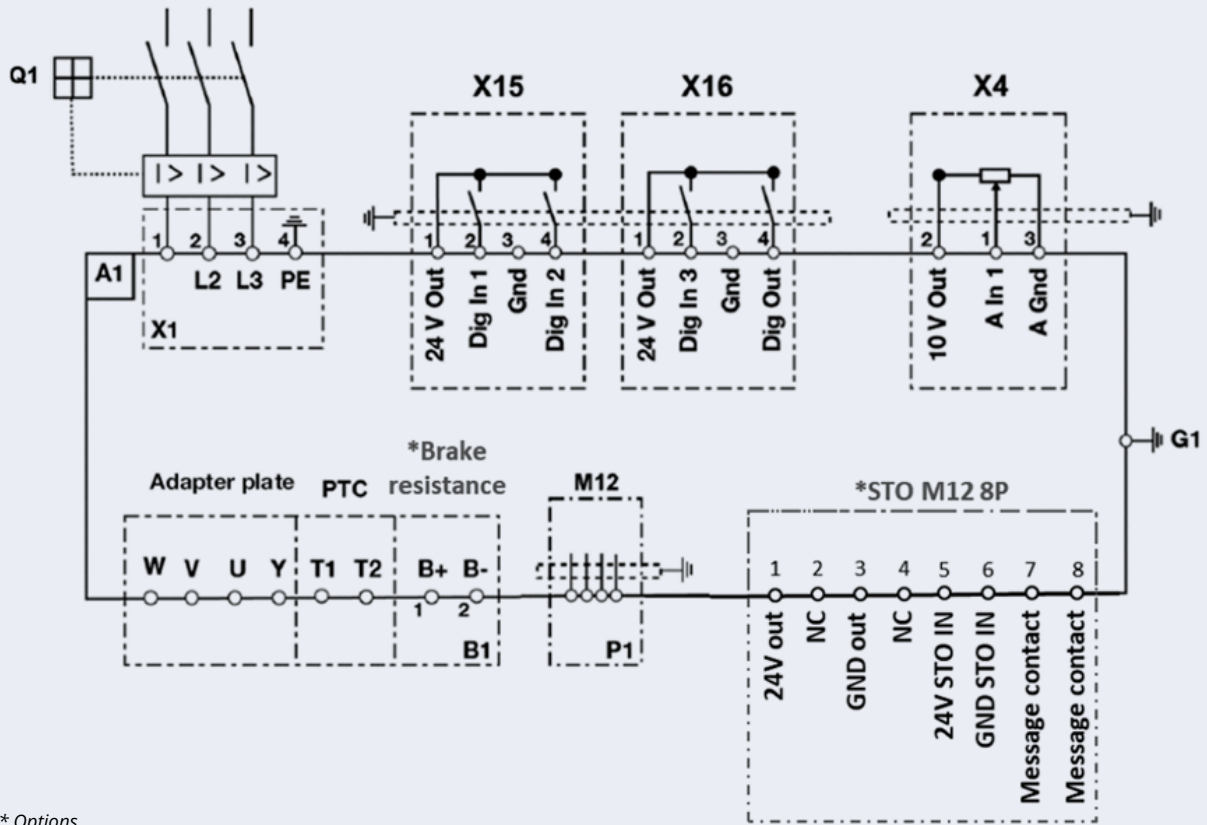 Q1
X15
X16
X4
I> I> I>
1 2 3 4
A1
L2 L3 PE
X1
1 2 3 4
24 V Out
Dig In 1
Gnd
Dig In 2
1 2 3 4
24 V Out
Dig In 3
Gnd
Dig Out
2 1 3
10 V Out
A In 1
A Gnd
G1
Adapter plate
PTC
*Brake
resistance
M12
*STO M12 8P
W V U Y T1 T2 B+ B-
1 2
B1
P1
1 2 3 4 5 6 7 8
24V out
NC
GND out
NC
24V STO IN
GND STO IN
Message contact
Message contact
* Options